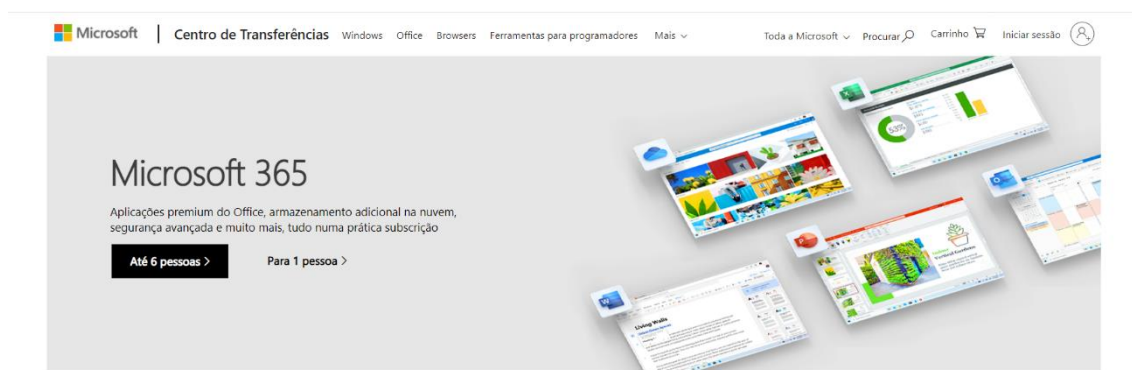 Microsoft
Centro de Transferências Windows Office Browsers Ferramentas para programadores Mais
Toda a Microsoft Procurar Carrinho Iniciar sessão
Microsoft 365
Aplicações premium do Office, armazenamento adicional na nuvem,
segurança avançada e muito mais, tudo numa prática subscrição
Até 6 pessoas > Para 1 pessoa >
Living Walls